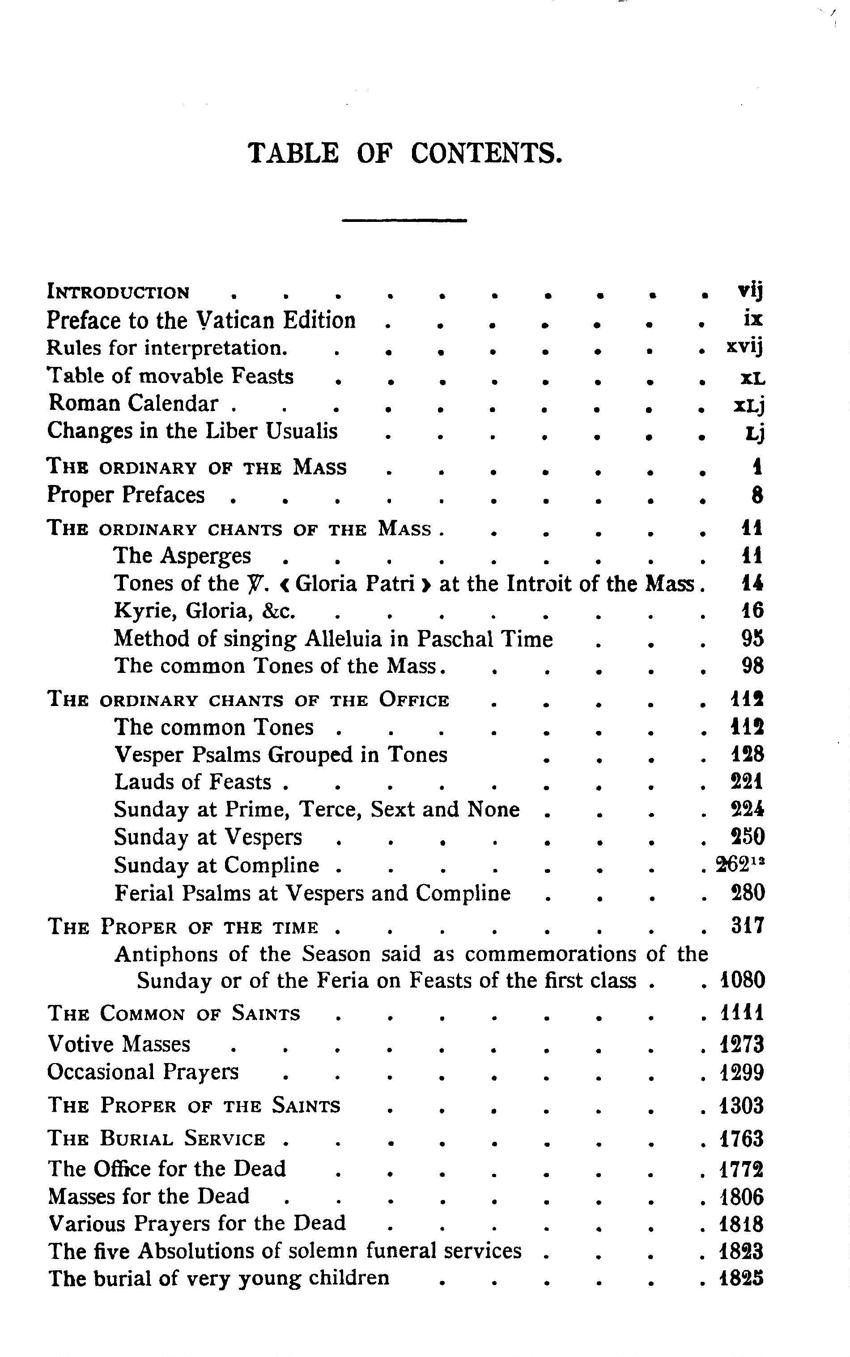 TABLE OF CONTENTS.
INTRODUCTION . . . . . . . . . . vij
Preface to the Vatican Edition . . . . . . . ix
Rules for interpretation. . . . . . . . . xvij
Table of movable Feasts . . . . . . . . xL
Roman Calendar . . . . . . . . . . xLj
Changes in the Liber Usualis . . . . . . . Lj
THE ORDINARY OF THE MASS . . . . . . . 1
Proper Prefaces . . . . . . . . . . 8
THE ORDINARY CHANTS OF THE MASS . . . . . . 11
The Asperges . . . . . . . . . 11
Tones of the ℣. « Gloria Patri » at the Introit of the Mass . 14
Kyrie, Gloria, &c. . . . . . . . . 16
Method of singing Alleluia in Paschal Time . . . 95
The common Tones of the Mass . . . . . . 98
THE ORDINARY CHANTS OF THE OFFICE . . . . . 112
The common Tones . . . . . . . . 112
Vesper Psalms Grouped in Tones . . . . 128
Lauds of Feasts . . . . . . . . . 221
Sunday at Prime, Terce, Sext and None . . . . 224
Sunday at Vespers . . . . . . . . 250
Sunday at Compline . . . . . . . . 262¹²
Ferial Psalms at Vespers and Compline . . . . 280
THE PROPER OF THE TIME . . . . . . . . 317
Antiphons of the Season said as commemorations of the
Sunday or of the Feria on Feasts of the first class . . 1080
THE COMMON OF SAINTS . . . . . . . . 1111
Votive Masses . . . . . . . . . . 1273
Occasional Prayers . . . . . . . . . 1299
THE PROPER OF THE SAINTS . . . . . . . 1303
THE BURIAL SERVICE . . . . . . . . . 1763
The Office for the Dead . . . . . . . . 1772
Masses for the Dead . . . . . . . . . 1806
Various Prayers for the Dead . . . . . . . 1818
The five Absolutions of solemn funeral services . . . . 1823
The burial of very young children . . . . . . 1825